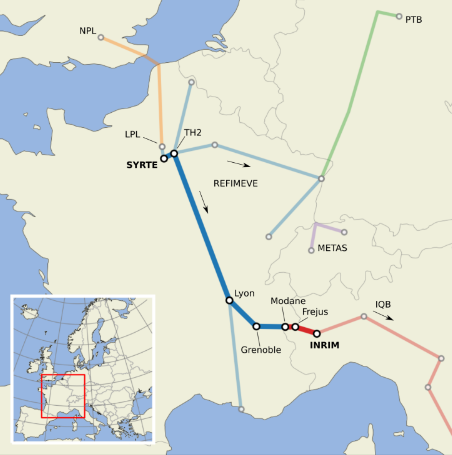 NPL
PTB
LPL
TH2
SYRTE
REFIMEVE
METAS
Lyon
Modane
Frejus
IQB
Grenoble
INRIM